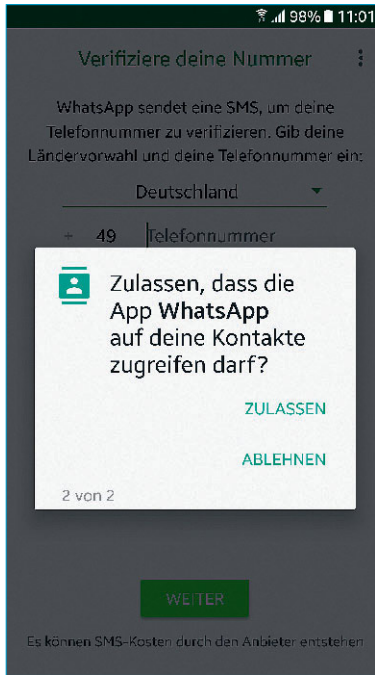 98% 11:01
Verifiziere deine Nummer
WhatsApp sendet eine SMS, um deine
Telefonnummer zu verifizieren. Gib deine
Ländervorwahl und deine Telefonnummer ein:
Deutschland
+ 49 Telefonnummer
Zulassen, dass die
App WhatsApp
auf deine Kontakte
zugreifen darf?
ZULASSEN
ABLEHNEN
2 von 2
WEITER
Es können SMS-Kosten durch den Anbieter entstehen